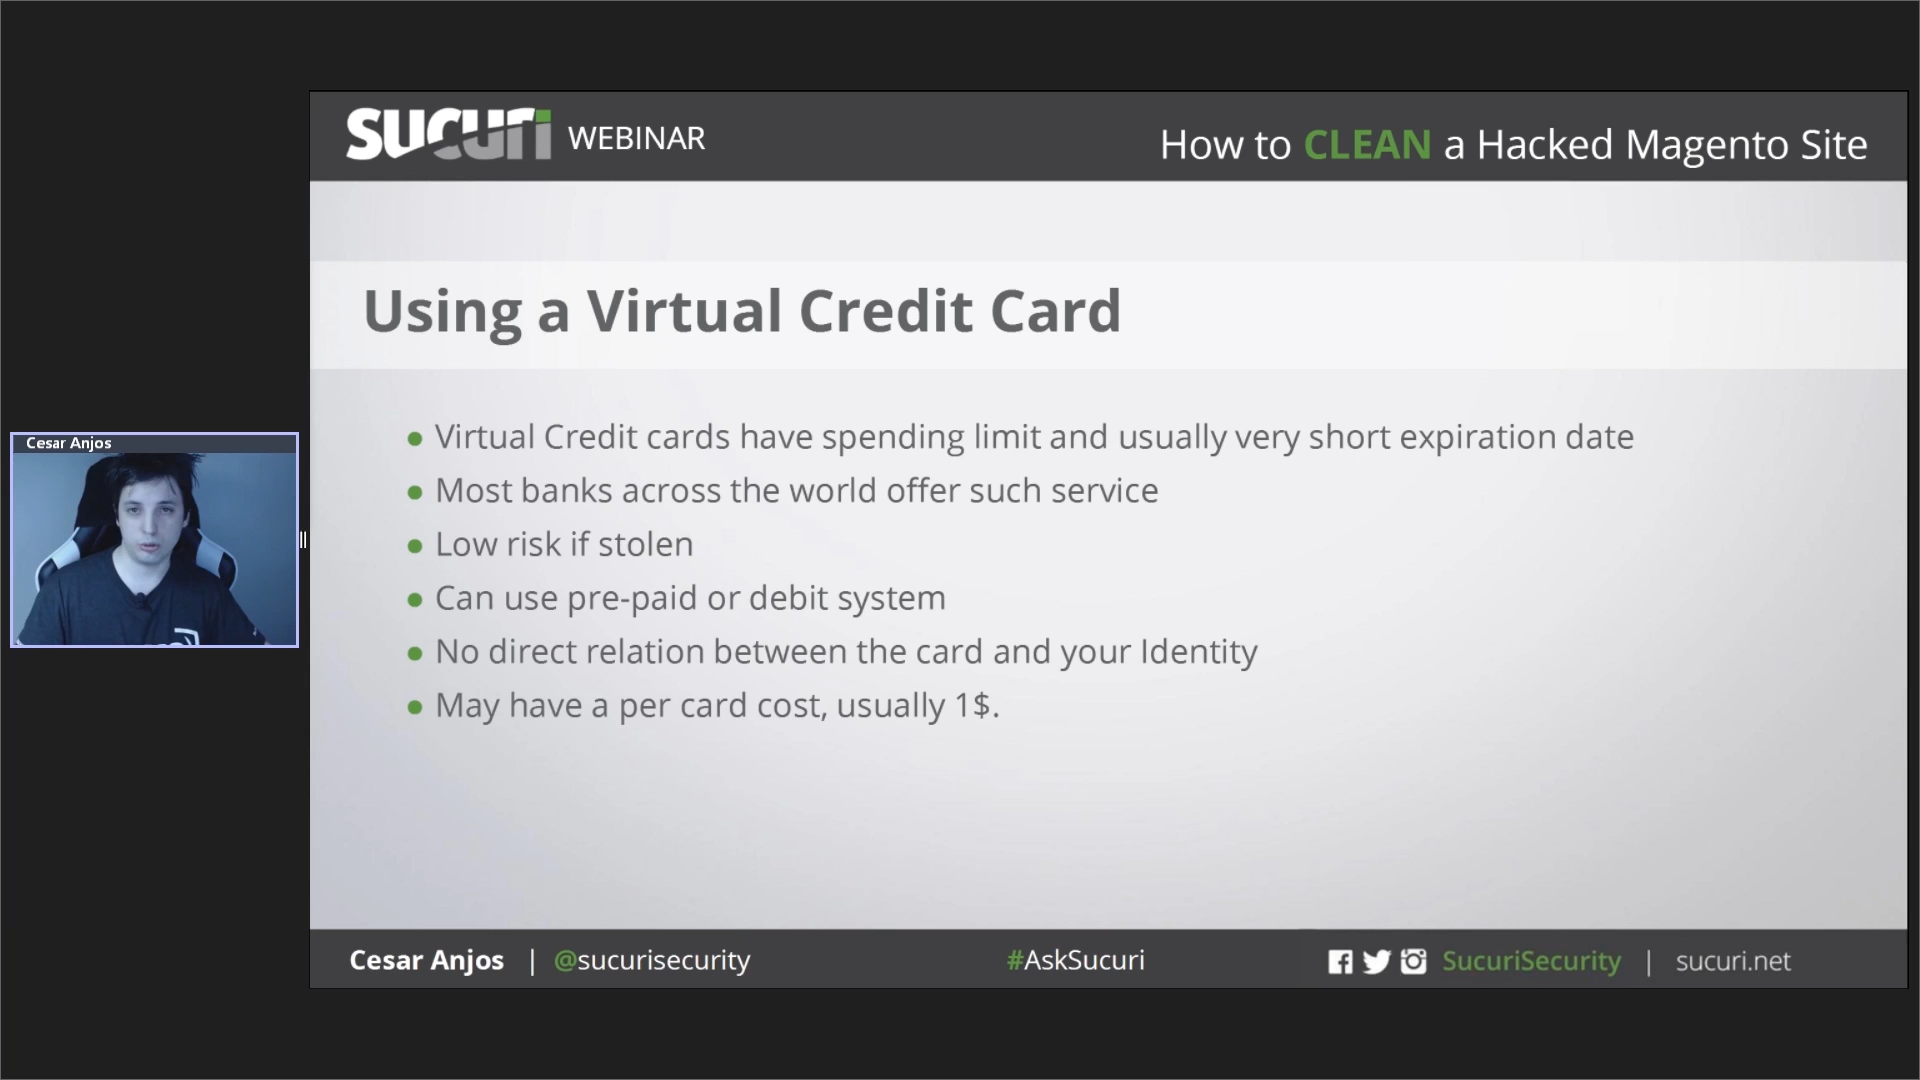 sucuri WEBINAR
How to CLEAN a Hacked Magento Site
Using a Virtual Credit Card
Cesar Anjos
Virtual Credit cards have spending limit and usually very short expiration date
Most banks across the world offer such service
Low risk if stolen
Can use pre-paid or debit system
No direct relation between the card and your Identity
May have a per card cost, usually 1$.
Cesar Anjos | @sucurisecurity
#AskSucuri
SucuriSecurity | sucuri.net